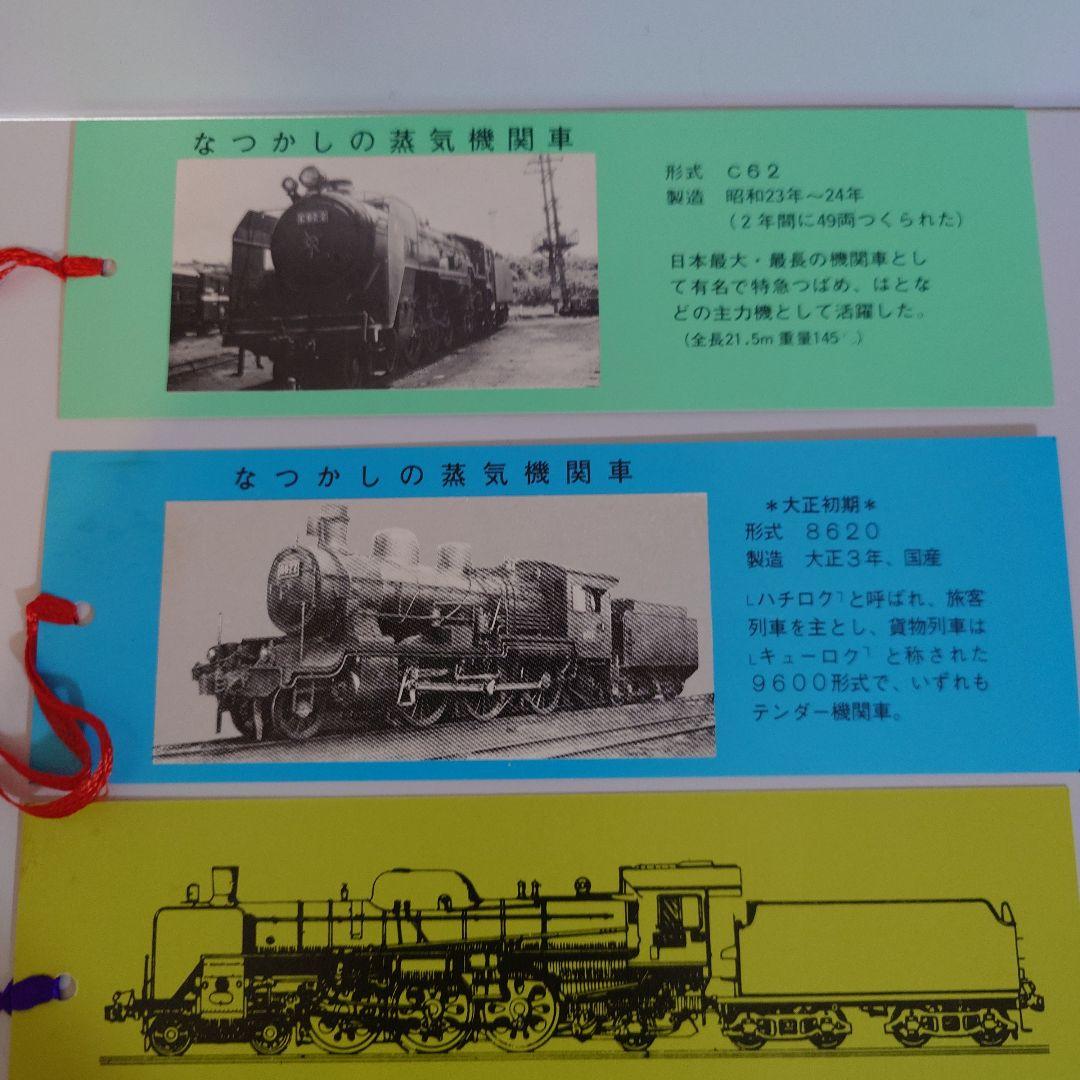 なつかしの蒸気機関車
形式 C62
製造 昭和23年～24年
(2年間に49両つくられた)
日本最大・最長の機関車とし
て有名で特急つばめ、はとな
どの主力機として活躍した。
(全長21.5m 重量145㌧)
なつかしの蒸気機関車
＊大正初期＊
形式 8620
製造 大正3年、国産
「ハチロク」と呼ばれ、旅客
列車を主とし、貨物列車は
「キューロク」と称された
9600形式で、いずれも
テンダー機関車。